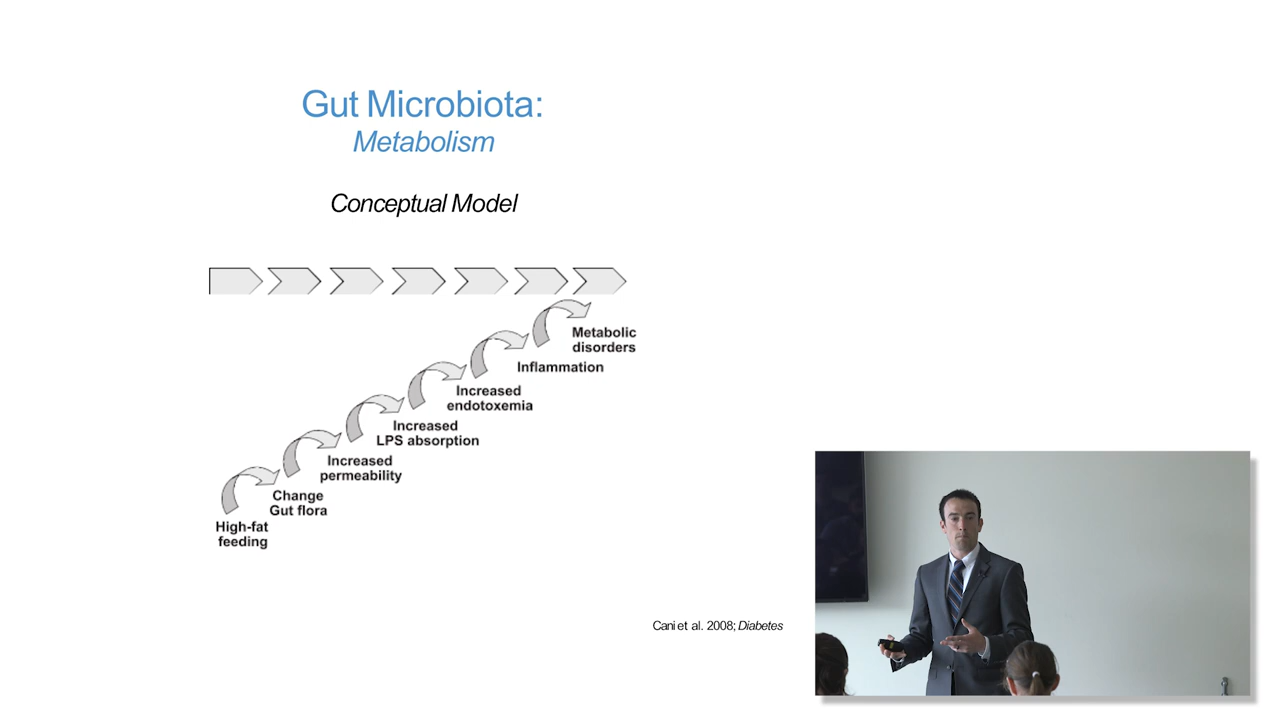 Gut Microbiota:
Metabolism
Conceptual Model
Metabolic
disorders
Inflammation
Increased
endotoxemia
Increased
LPS absorption
Increased
permeability
Change
Gut flora
High-fat
feeding
Cani et al. 2008; Diabetes